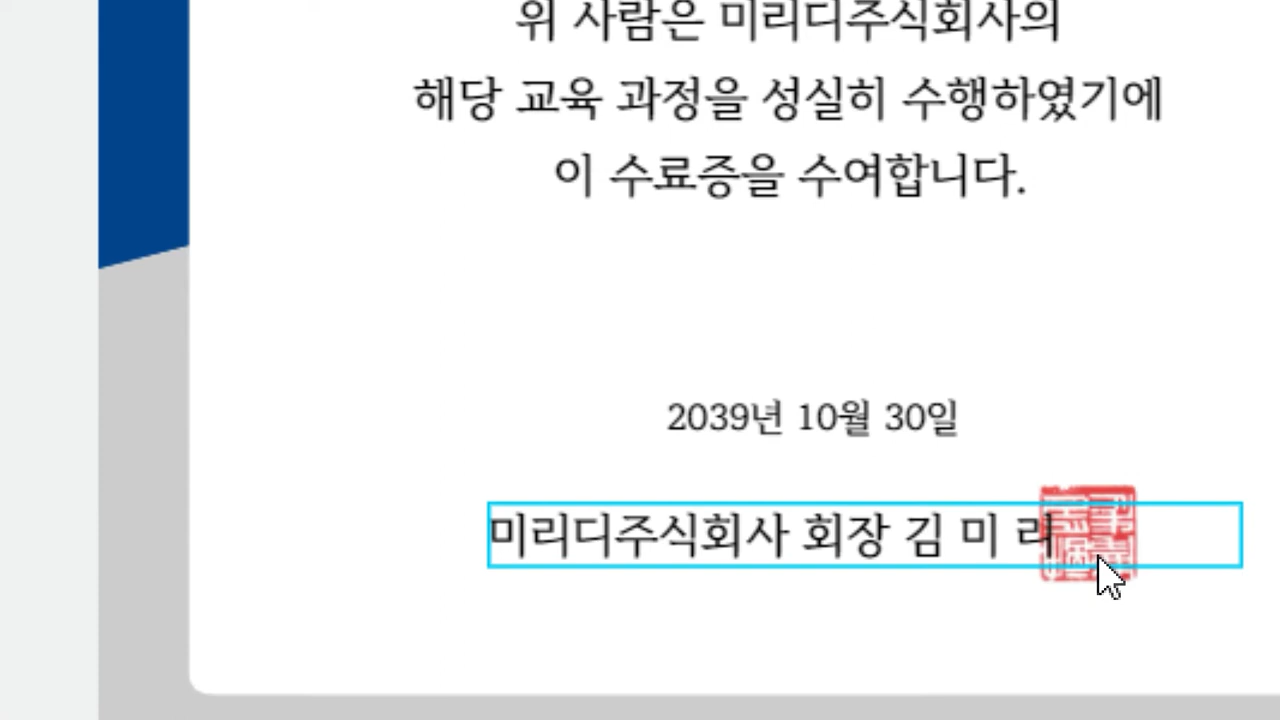 위 사람은 미리디주식회사의
해당 교육 과정을 성실히 수행하였기에
이 수료증을 수여합니다.
2039년 10월 30일
미리디주식회사 회장 김 미 리